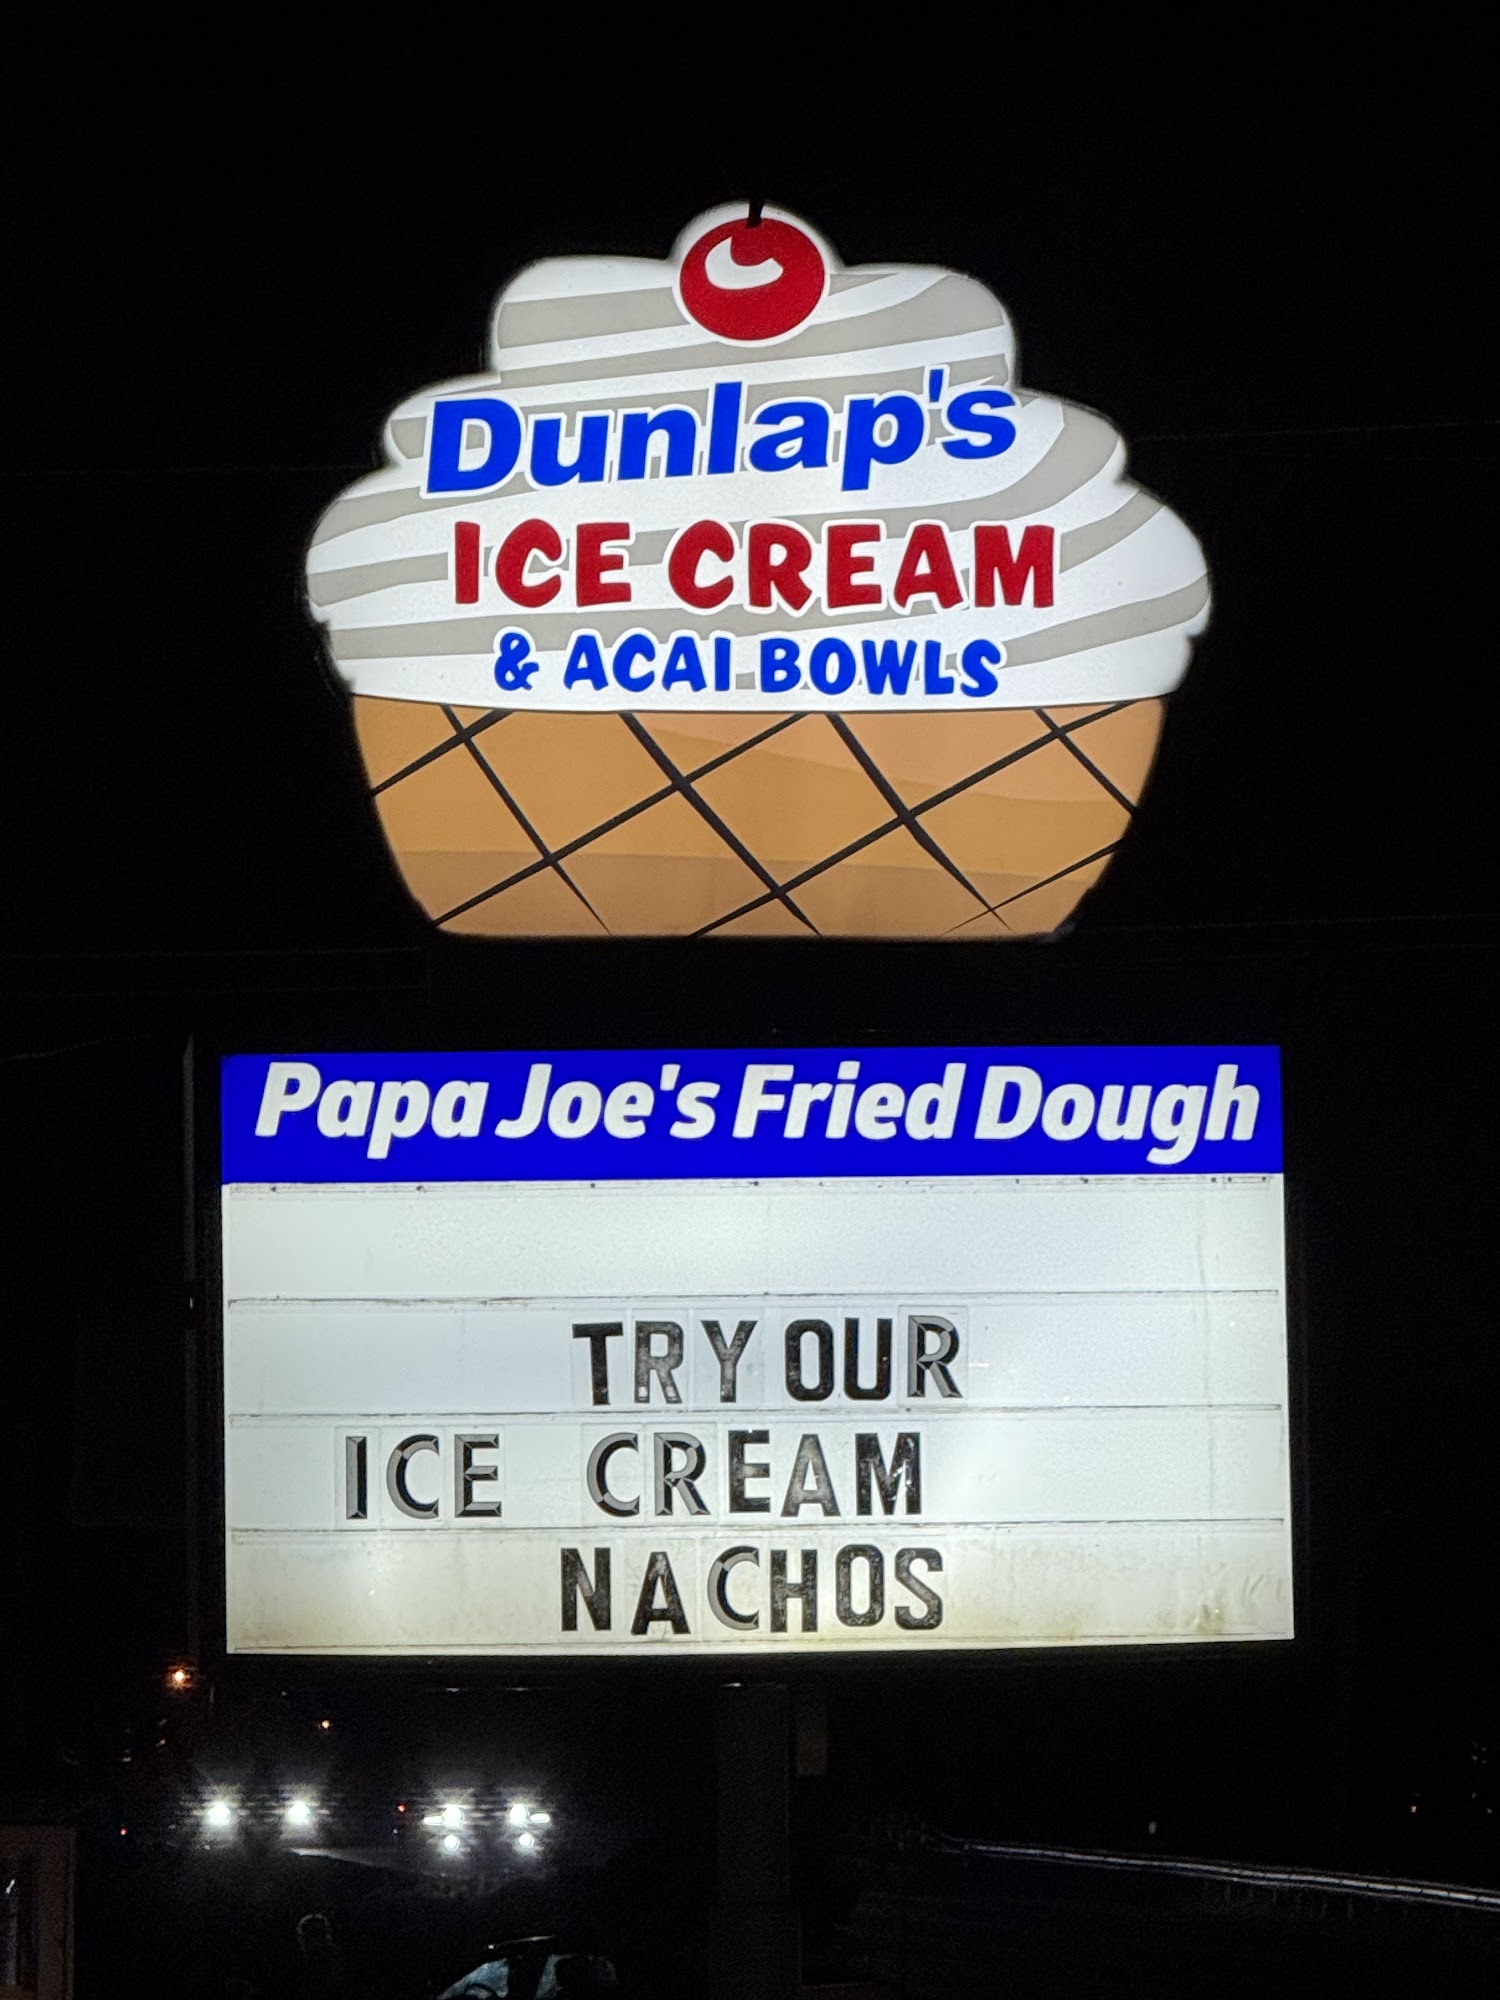 Dunlap's
ICE CREAM
& ACAI BOWLS
Papa Joe's Fried Dough
TRY OUR
ICE CREAM
NACHOS